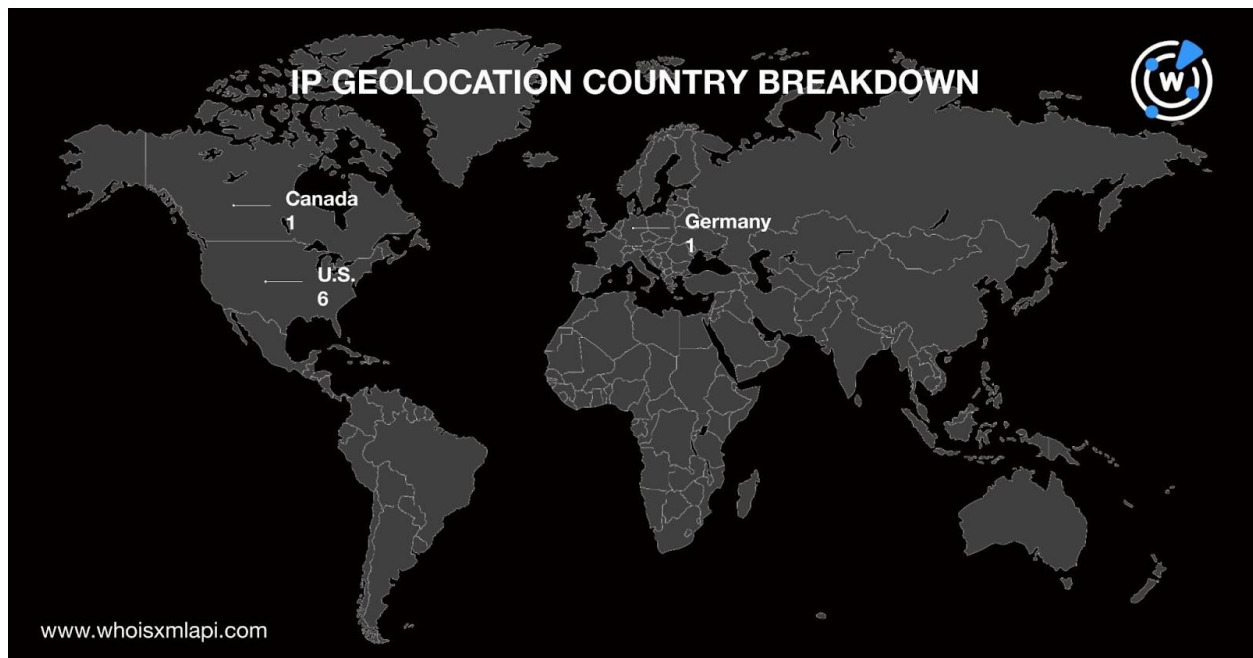 IP GEOLOCATION COUNTRY BREAKDOWN
W
Canada
1
Germany
1
U.S.
6
www.whoisxmlapi.com